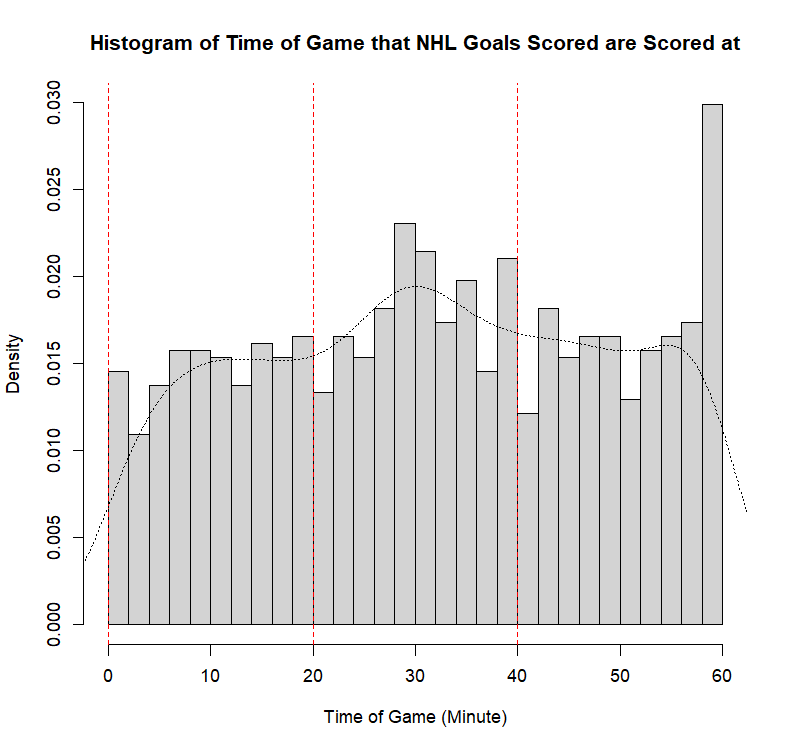 Histogram of Time of Game that NHL Goals Scored are Scored at
Density
0.030
0.025
0.020
0.015
0.010
0.005
0.000
0 10 20 30 40 50 60
Time of Game (Minute)